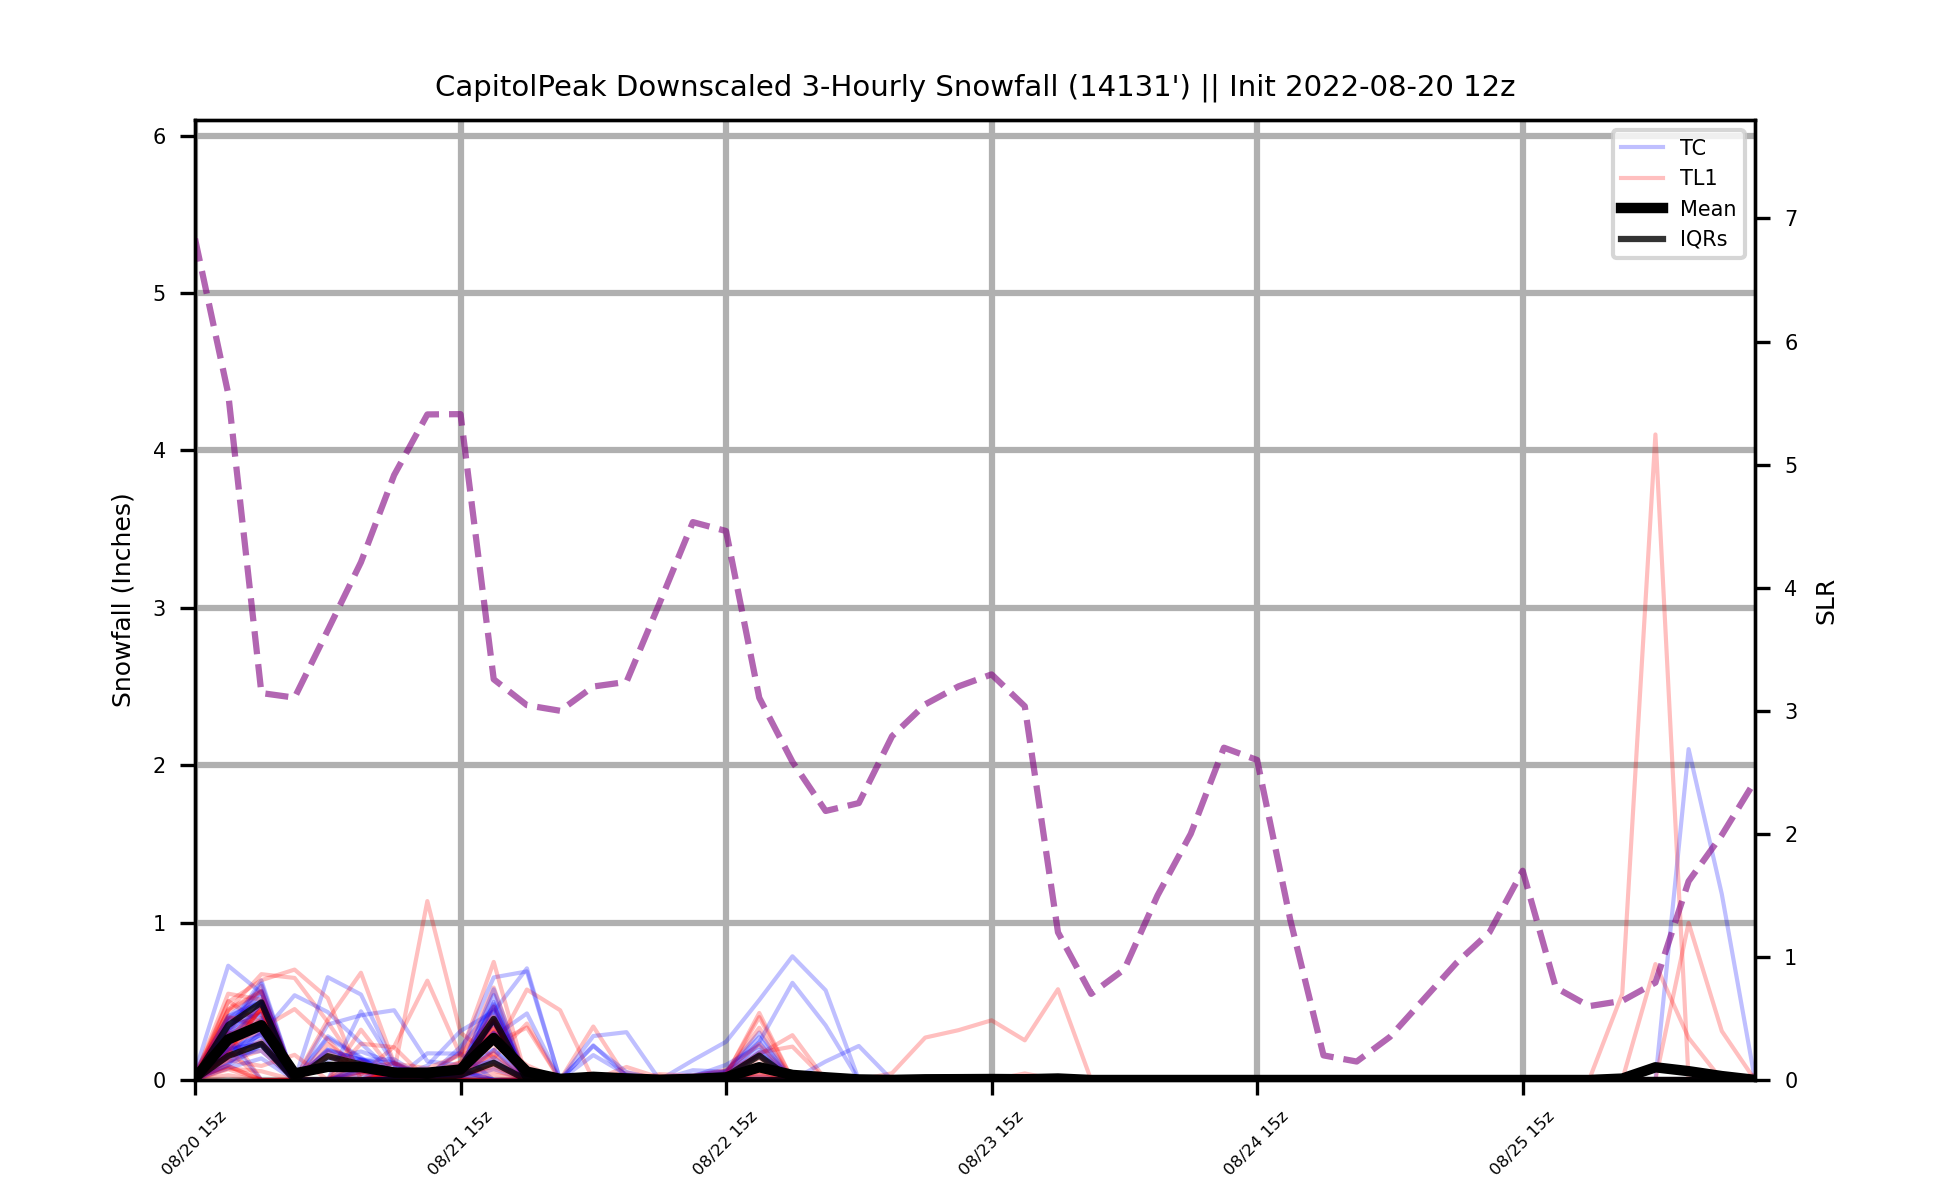 CapitolPeak Downscaled 3-Hourly Snowfall (14131') || Init 2022-08-20 12z
TC
TL1
Mean
IQRs
Snowfall (Inches)
6
5
4
3
2
1
0
7
6
5
4
3
2
1
0
SLR
08/20 15z
08/21 15z
08/22 15z
08/23 15z
08/24 15z
08/25 15z